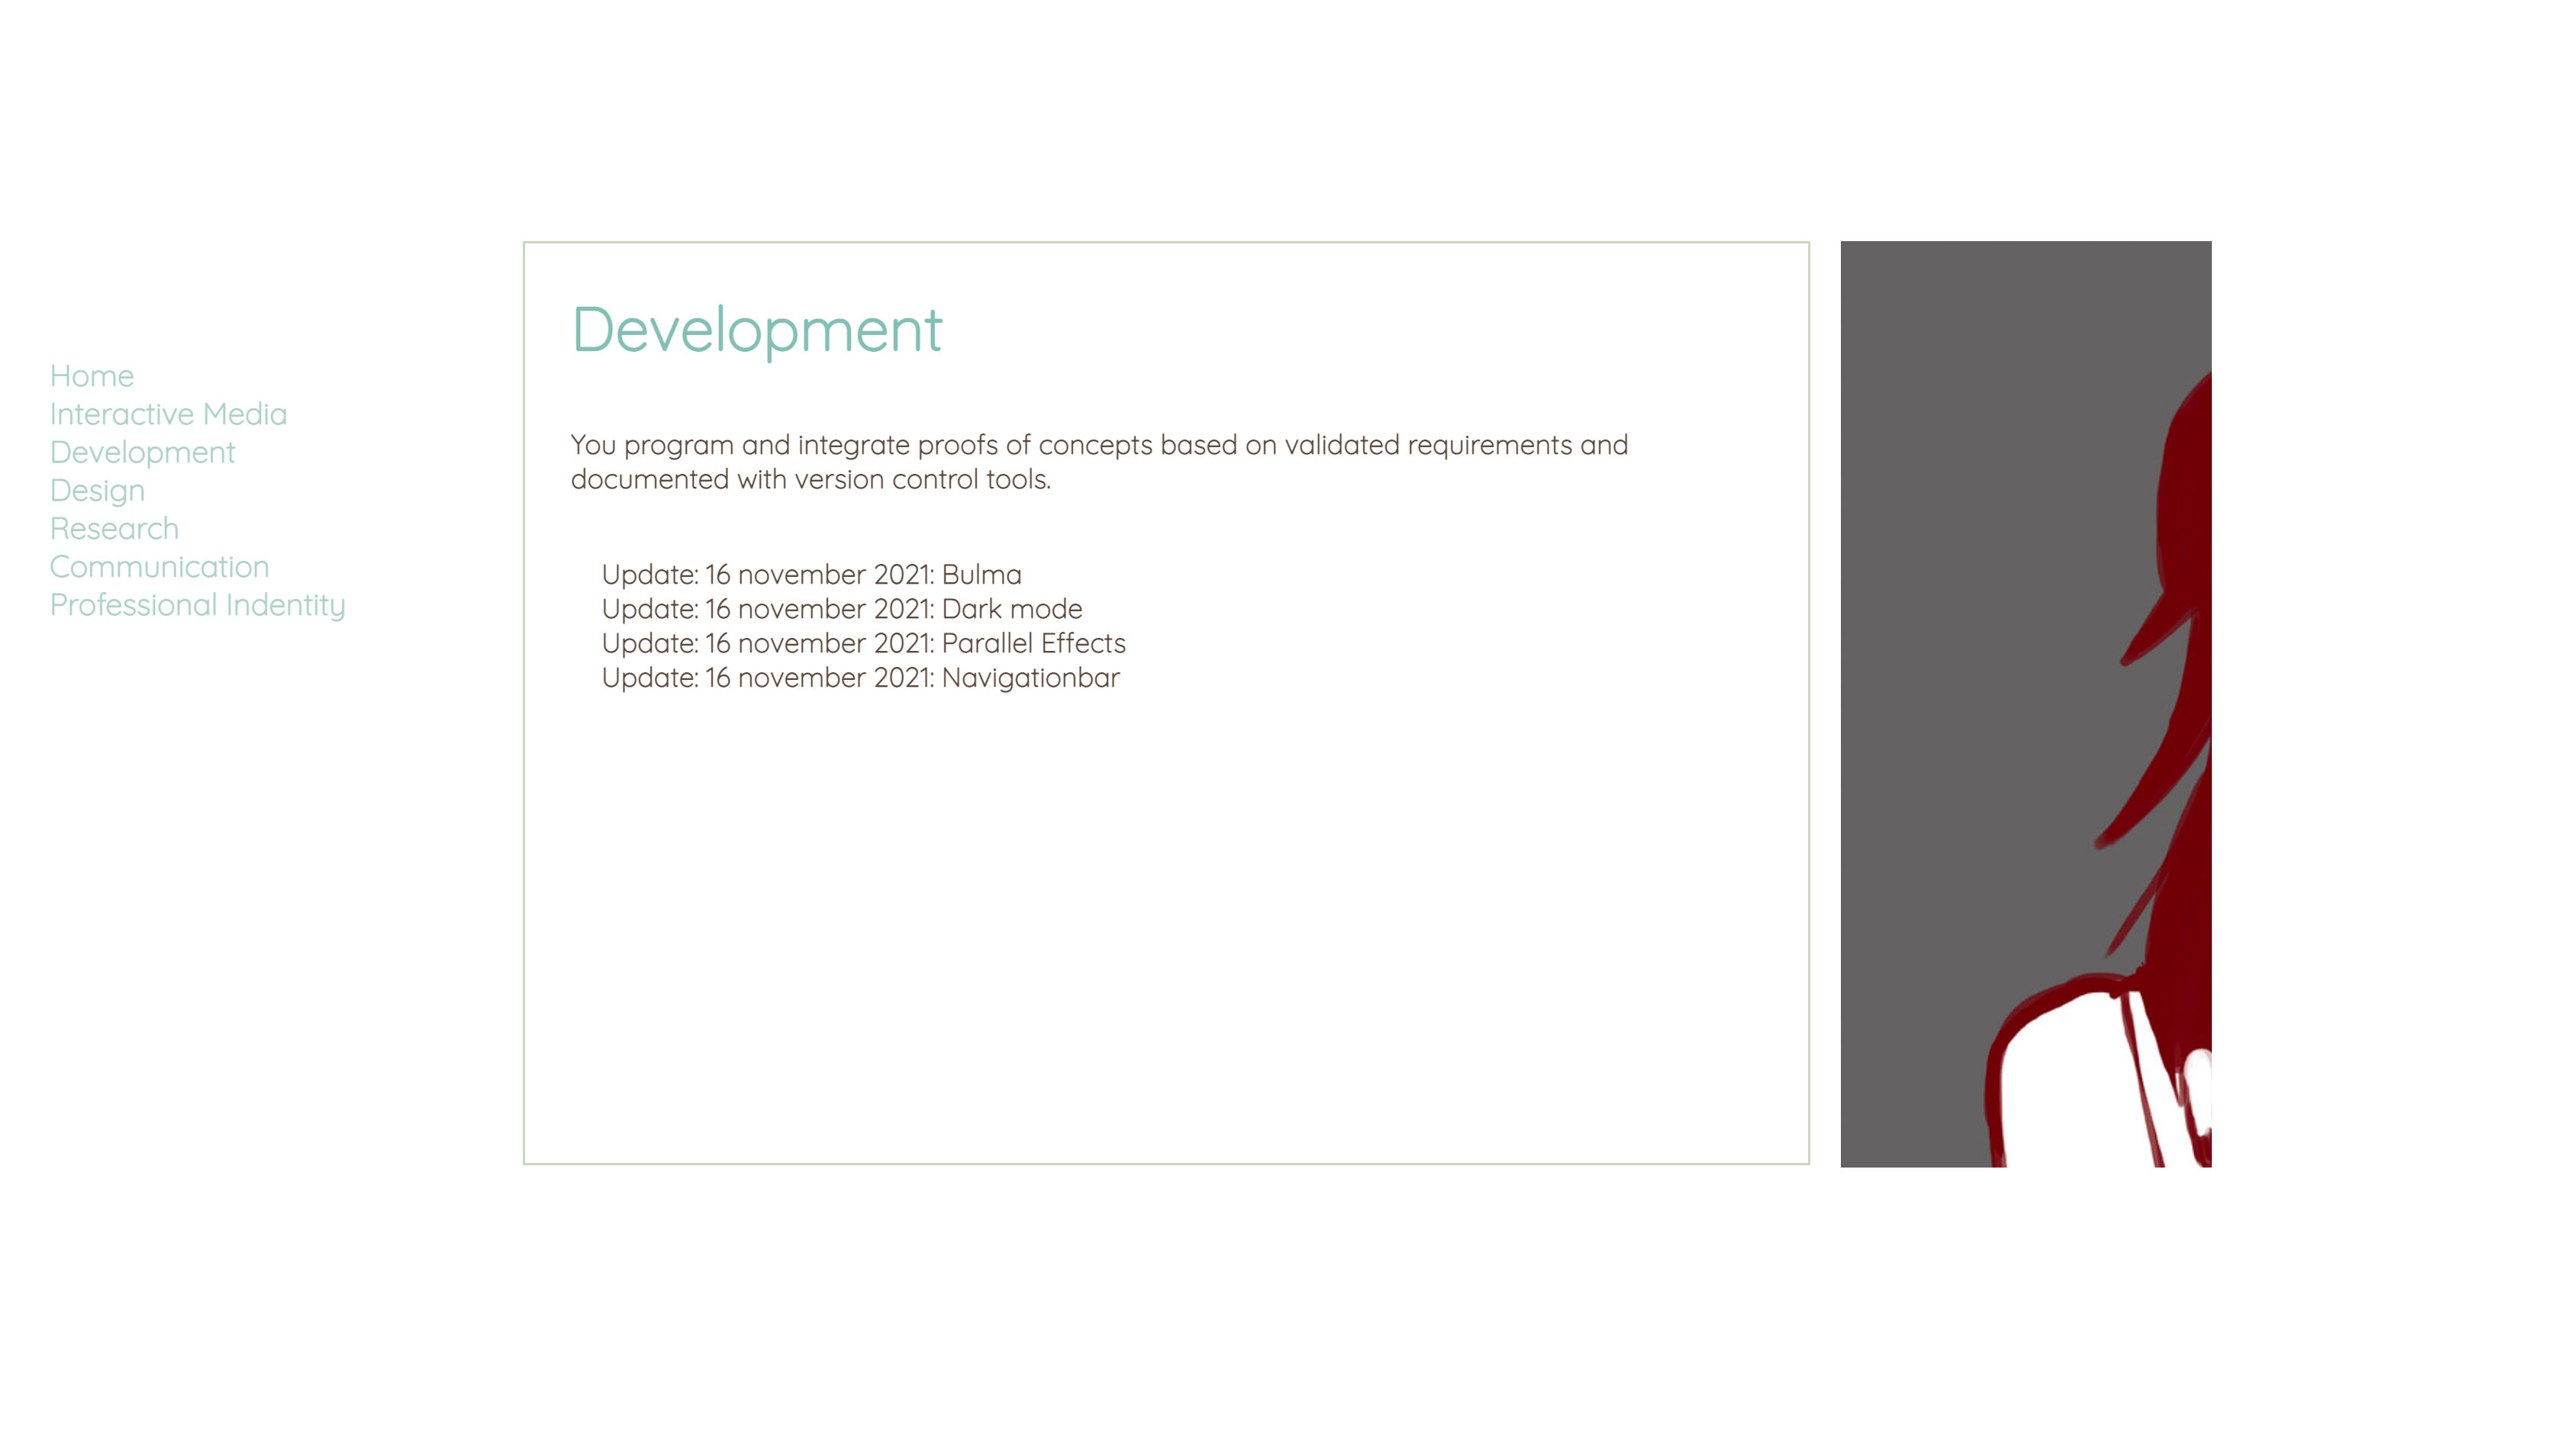 Home
Interactive Media
Development
Design
Research
Communication
Professional Indentity
Development
You program and integrate proofs of concepts based on validated requirements and
documented with version control tools.
Update: 16 november 2021: Bulma
Update: 16 november 2021: Dark mode
Update: 16 november 2021: Parallel Effects
Update: 16 november 2021: Navigationbar